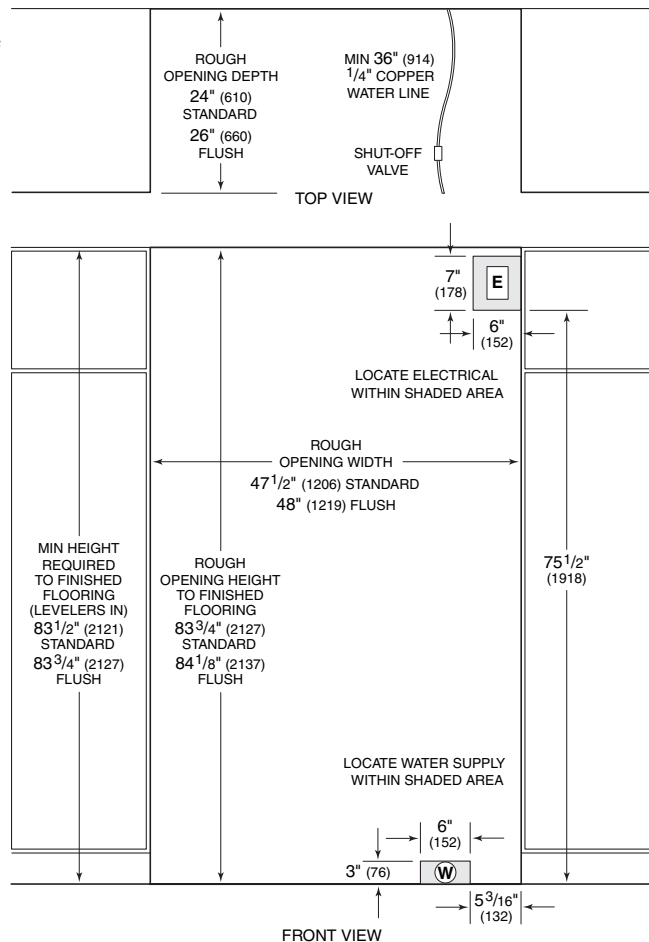 ROUGH
OPENING DEPTH
24" (610)
STANDARD
26" (660)
FLUSH
MIN 36" (914)
1/4" COPPER
WATER LINE
SHUT-OFF
VALVE
TOP VIEW
7"
(178)
E
6"
(152)
LOCATE ELECTRICAL
WITHIN SHADED AREA
ROUGH
OPENING WIDTH
47 1/2" (1206) STANDARD
48" (1219) FLUSH
MIN HEIGHT
REQUIRED
TO FINISHED
FLOORING
(LEVELERS IN)
83 1/2" (2121)
STANDARD
83 3/4" (2127)
FLUSH
ROUGH
OPENING HEIGHT
TO FINISHED
FLOORING
83 3/4" (2127)
STANDARD
84 1/8" (2137)
FLUSH
75 1/2"
(1918)
LOCATE WATER SUPPLY
WITHIN SHADED AREA
6"
(152)
3" (76)
W
5 3/16"
(132)
FRONT VIEW